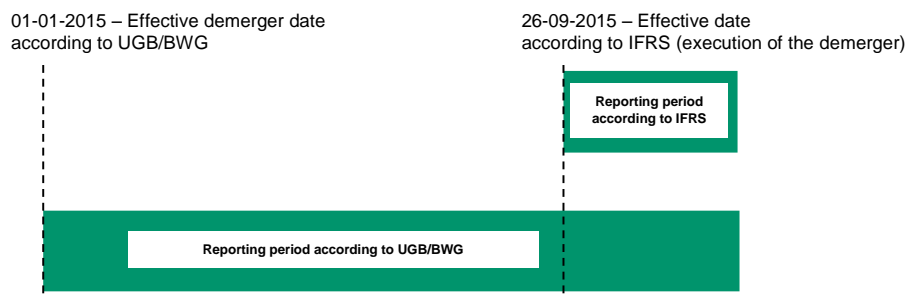 01-01-2015 – Effective demerger date
according to UGB/BWG
26-09-2015 – Effective date
according to IFRS (execution of the demerger)
Reporting period
according to IFRS
Reporting period according to UGB/BWG